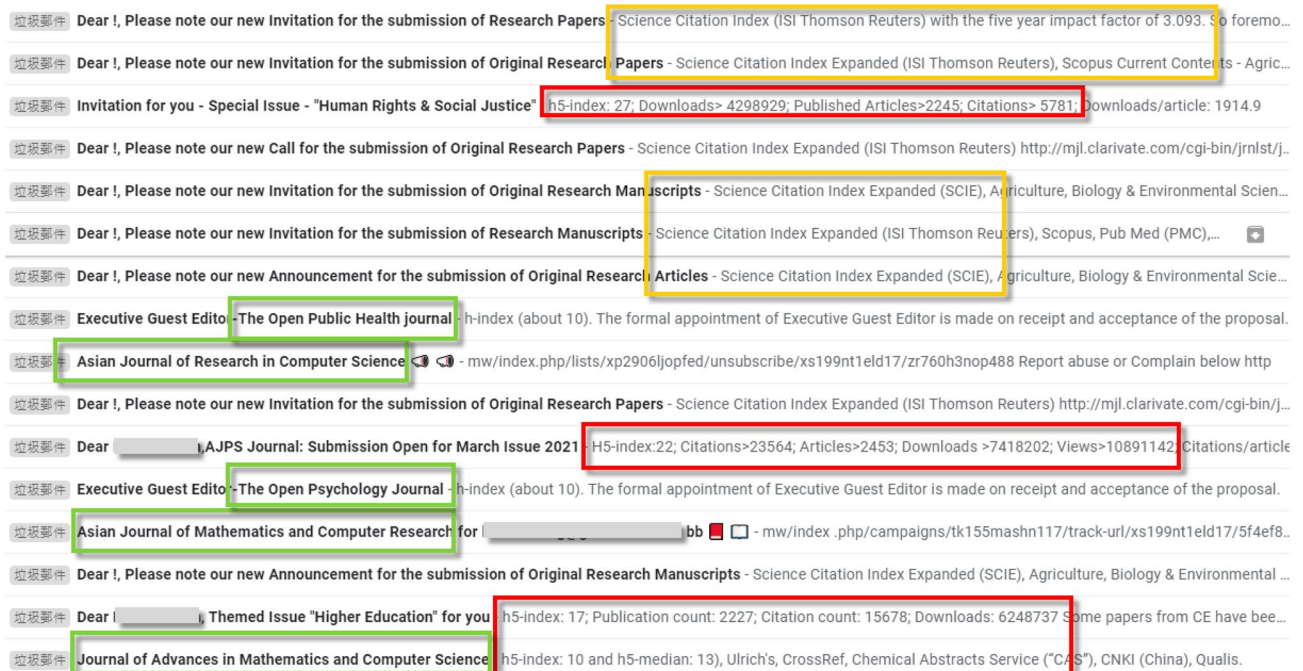 垃圾郵件 Dear !, Please note our new Invitation for the submission of Research Papers - Science Citation Index (ISI Thomson Reuters) with the five year impact factor of 3.093. So foremo...
垃圾郵件 Dear !, Please note our new Invitation for the submission of Original Research Papers - Science Citation Index Expanded (ISI Thomson Reuters), Scopus Current Contents - Agric...
垃圾郵件 Invitation for you - Special Issue - "Human Rights & Social Justice" - h5-index: 27; Downloads> 4298929; Published Articles>2245; Citations> 5781; Downloads/article: 1914.9
垃圾郵件 Dear !, Please note our new Call for the submission of Original Research Papers - Science Citation Index Expanded (ISI Thomson Reuters) http://mjl.clarivate.com/cgi-bin/jrnlst/j...
垃圾郵件 Dear !, Please note our new Invitation for the submission of Original Research Manuscripts - Science Citation Index Expanded (SCIE), Agriculture, Biology & Environmental Scien...
垃圾郵件 Dear !, Please note our new Invitation for the submission of Research Manuscripts - Science Citation Index Expanded (ISI Thomson Reuters), Scopus, Pub Med (PMC),...
垃圾郵件 Dear !, Please note our new Announcement for the submission of Original Research Articles - Science Citation Index Expanded (SCIE), Agriculture, Biology & Environmental Scie...
垃圾郵件 Executive Guest Editor-The Open Public Health journal - h-index (about 10). The formal appointment of Executive Guest Editor is made on receipt and acceptance of the proposal.
垃圾郵件 Asian Journal of Research in Computer Science - mw/index.php/lists/xp2906ljopfed/unsubscribe/xs199nt1eld17/zr760h3nop488 Report abuse or Complain below http
垃圾郵件 Dear !, Please note our new Invitation for the submission of Original Research Papers - Science Citation Index Expanded (ISI Thomson Reuters) http://mjl.clarivate.com/cgi-bin/j...
垃圾郵件 Dear ,AJPS Journal: Submission Open for March Issue 2021 - H5-index:22; Citations>23564; Articles>2453; Downloads >7418202; Views>10891142; Citations/article
垃圾郵件 Executive Guest Editor-The Open Psychology Journal - h-index (about 10). The formal appointment of Executive Guest Editor is made on receipt and acceptance of the proposal.
垃圾郵件 Asian Journal of Mathematics and Computer Research for bb - mw/index .php/campaigns/tk155mashn117/track-url/xs199nt1eld17/5f4ef8...
垃圾郵件 Dear !, Please note our new Announcement for the submission of Original Research Manuscripts - Science Citation Index Expanded (SCIE), Agriculture, Biology & Environmental ...
垃圾郵件 Dear , Themed Issue "Higher Education" for you - h5-index: 17; Publication count: 2227; Citation count: 15678; Downloads: 6248737 Some papers from CE have bee...
垃圾郵件 Journal of Advances in Mathematics and Computer Science - h5-index: 10 and h5-median: 13), Ulrich's, CrossRef, Chemical Abstracts Service ("CAS"), CNKI (China), Qualis.